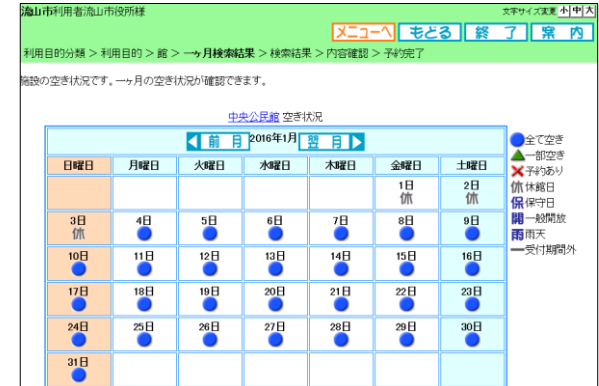 流山市利用者流山市役所様
文字サイズ変更 小 中 大
メニューへ もどる 終了 案内
利用目的分類 > 利用目的 > 館 > 一ヶ月検索結果 > 検索結果 > 内容確認 > 予約完了
施設の空き状況です。一ヶ月の空き状況が確認できます。
中央公民館 空き状況
前月 2016年1月 翌月
日曜日 月曜日 火曜日 水曜日 木曜日 金曜日 土曜日
1日 2日
休 休
3日 4日 5日 6日 7日 8日 9日
休
10日 11日 12日 13日 14日 15日 16日
17日 18日 19日 20日 21日 22日 23日
24日 25日 26日 27日 28日 29日 30日
31日
全て空き
一部空き
予約あり
休 休館日
保 保守日
開 一般開放
雨 雨天
受付期間外